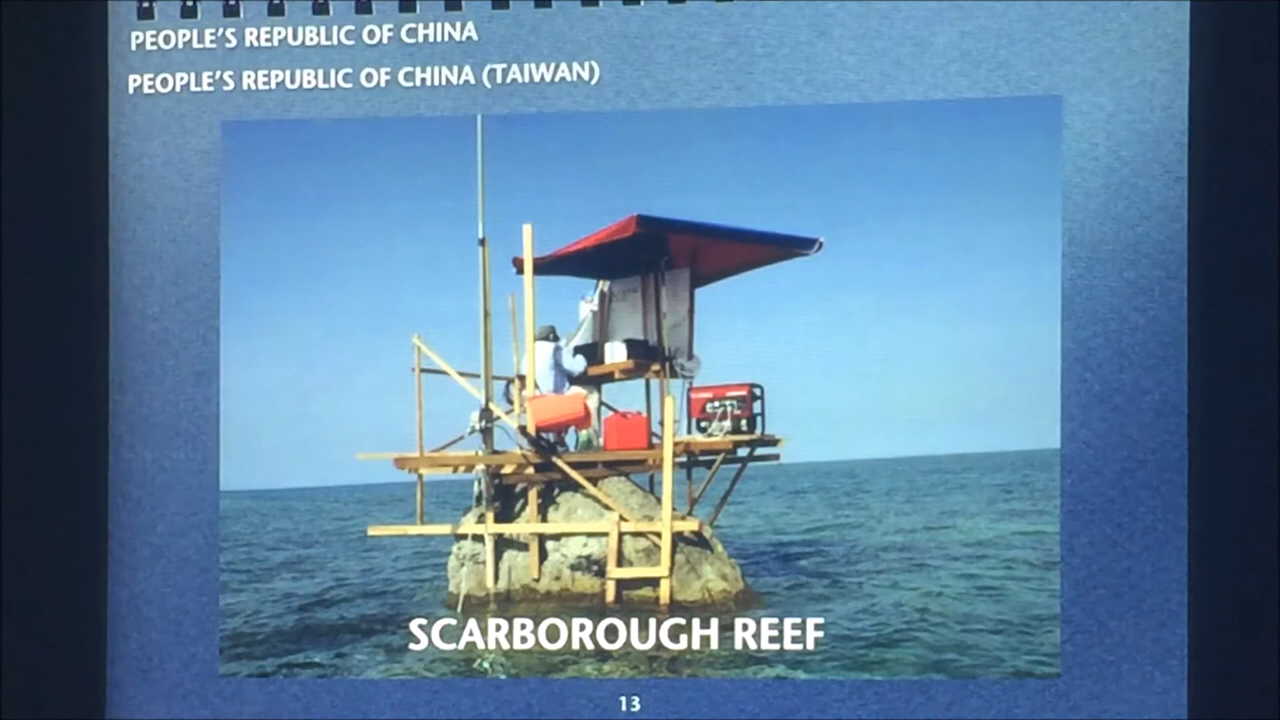 PEOPLE'S REPUBLIC OF CHINA
PEOPLE'S REPUBLIC OF CHINA (TAIWAN)
SCARBOROUGH REEF
13